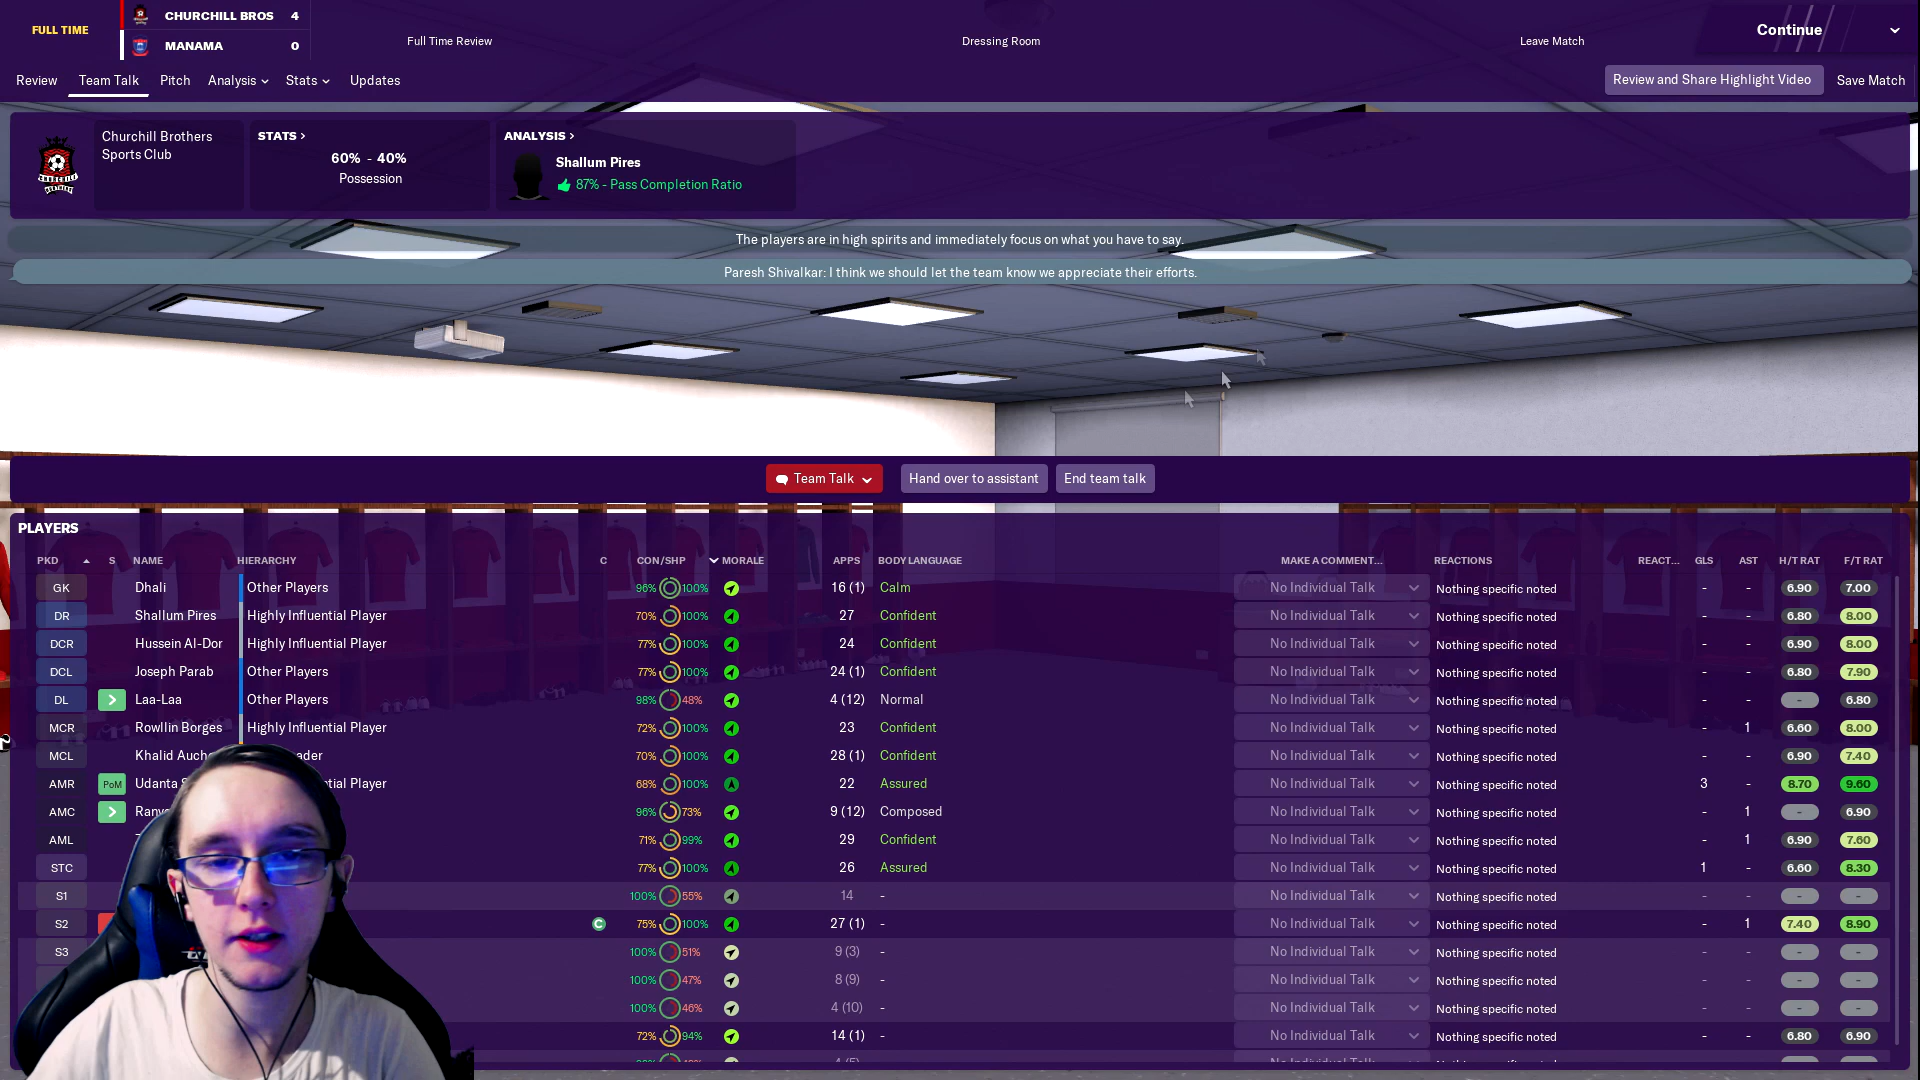 FULL TIME
CHURCHILL BROS 4
MANAMA 0
Full Time Review
Dressing Room
Leave Match
Continue
Review Team Talk Pitch Analysis Stats Updates
Review and Share Highlight Video Save Match
Churchill Brothers
Sports Club
STATS >
60% - 40%
Possession
ANALYSIS >
Shallum Pires
87% - Pass Completion Ratio
The players are in high spirits and immediately focus on what you have to say.
Paresh Shivalkar: I think we should let the team know we appreciate their efforts.
Team Talk Hand over to assistant End team talk
PLAYERS
PKD S NAME HIERARCHY C CON/SHP MORALE APPS BODY LANGUAGE MAKE A COMMENT... REACTIONS REACT... GLS AST H/T RAT F/T RAT
GK Dhali Other Players 96% 100% 16 (1) Calm No Individual Talk Nothing specific noted - - 6.90 7.00
DR Shallum Pires Highly Influential Player 70% 100% 27 Confident No Individual Talk Nothing specific noted - - 6.80 8.00
DCR Hussein Al-Dor Highly Influential Player 77% 100% 24 Confident No Individual Talk Nothing specific noted - - 6.90 8.00
DCL Joseph Parab Other Players 77% 100% 24 (1) Confident No Individual Talk Nothing specific noted - - 6.80 7.90
DL Laa-Laa Other Players 98% 48% 4 (12) Normal No Individual Talk Nothing specific noted - - - 6.80
MCR Rowllin Borges Highly Influential Player 72% 100% 23 Confident No Individual Talk Nothing specific noted - 1 6.60 8.00
MCL Khalid Aucho ader 70% 100% 28 (1) Confident No Individual Talk Nothing specific noted - - 6.90 7.40
AMR PoM Udanta ntial Player 68% 100% 22 Assured No Individual Talk Nothing specific noted 3 - 8.70 9.60
AMC 96% 73% 9 (12) Composed No Individual Talk Nothing specific noted - 1 - 6.90
AML 71% 99% 29 Confident No Individual Talk Nothing specific noted - 1 6.90 7.60
STC 77% 100% 26 Assured No Individual Talk Nothing specific noted 1 - 6.60 8.30
S1 100% 55% 14 - No Individual Talk Nothing specific noted - - - -
S2 C 75% 100% 27 (1) - No Individual Talk Nothing specific noted - 1 7.40 8.90
S3 100% 51% 9 (3) - No Individual Talk Nothing specific noted - - - -
100% 47% 8 (9) - No Individual Talk Nothing specific noted - - - -
100% 46% 4 (10) - No Individual Talk Nothing specific noted - - - -
72% 94% 14 (1) - No Individual Talk Nothing specific noted - - 6.80 6.90